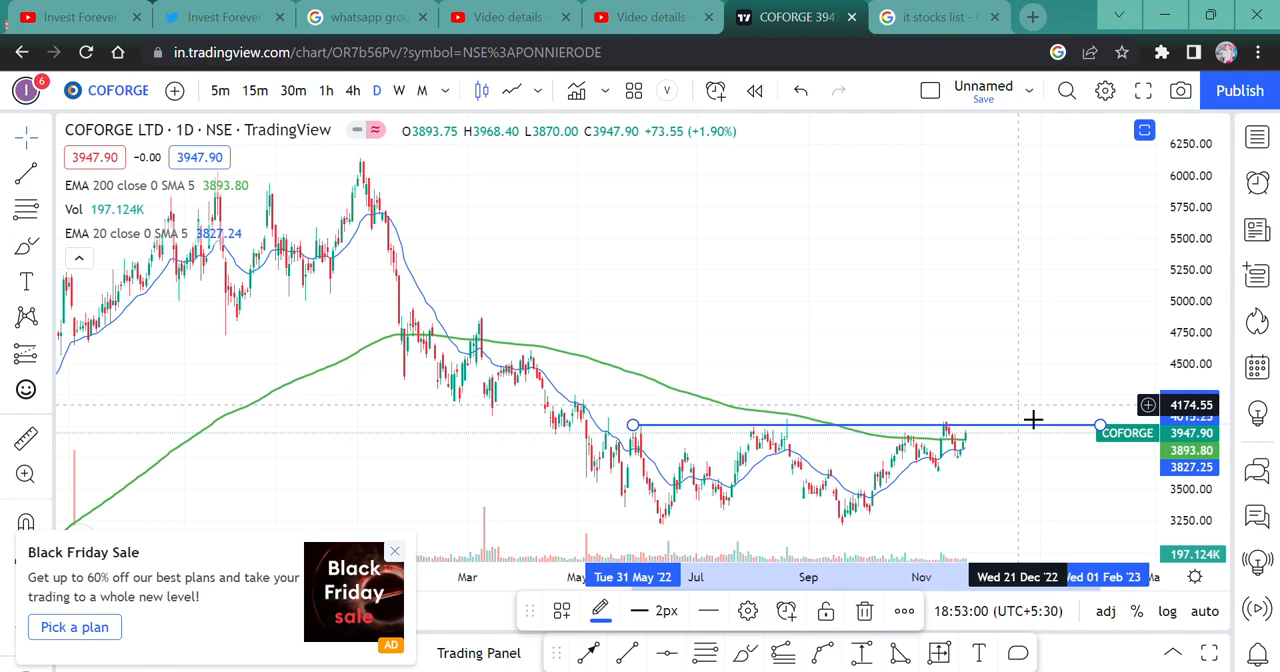 Invest Forever
Invest Forever
whatsapp grou
Video details -
Video details -
COFORGE 394
it stocks list - G
in.tradingview.com/chart/OR7b56Pv/?symbol=NSE%3APONNIERODE
I 6 COFORGE 5m 15m 30m 1h 4h D W M V Unnamed Save Publish
COFORGE LTD · 1D · NSE · TradingView O3893.75 H3968.40 L3870.00 C3947.90 +73.55 (+1.90%)
3947.90 -0.00 3947.90
EMA 200 close 0 SMA 5 3893.80
Vol 197.124K
EMA 20 close 0 SMA 5 3827.24
6250.00
6000.00
5750.00
5500.00
5250.00
5000.00
4750.00
4500.00
4174.55
4015.25
COFORGE 3947.90
3893.80
3827.25
3500.00
3250.00
197.124K
Mar May Tue 31 May '22 Jul Sep Nov Wed 21 Dec '22 Wed 01 Feb '23 Ma
Black Friday Sale
Get up to 60% off our best plans and take your
trading to a whole new level!
Pick a plan
Black
Friday
sale
AD
2px
18:53:00 (UTC+5:30) adj % log auto
Trading Panel